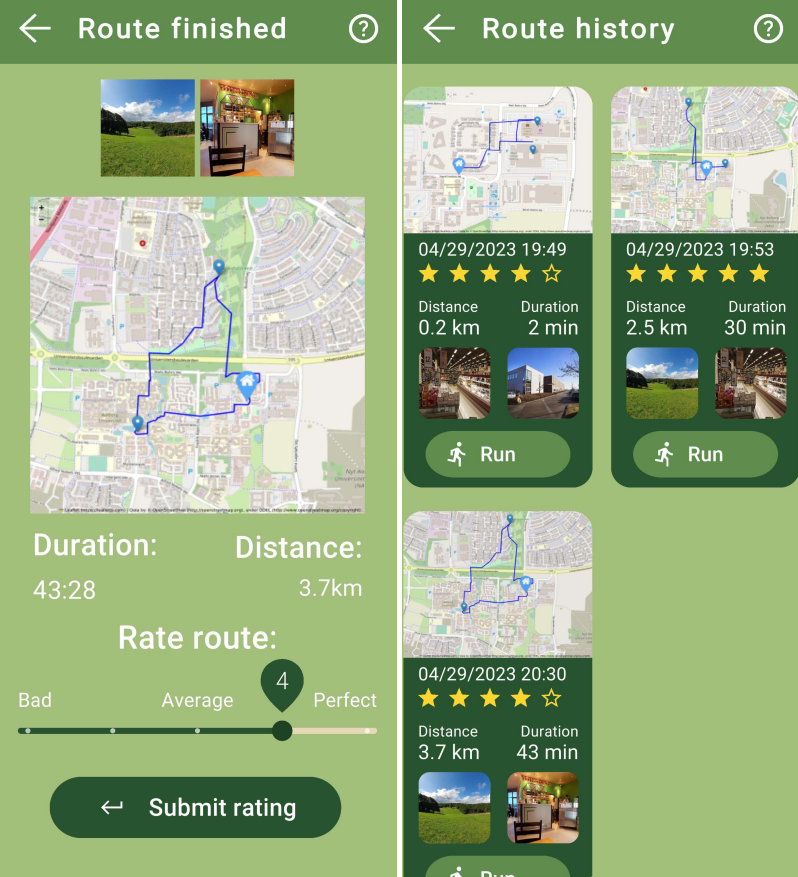 Route finished
Duration:
Distance:
43:28
3.7km
Rate route:
4
Bad
Average
Perfect
Submit rating
Route history
04/29/2023 19:49
Distance
Duration
0.2 km
2 min
Run
04/29/2023 19:53
Distance
Duration
2.5 km
30 min
Run
04/29/2023 20:30
Distance
Duration
3.7 km
43 min
Run